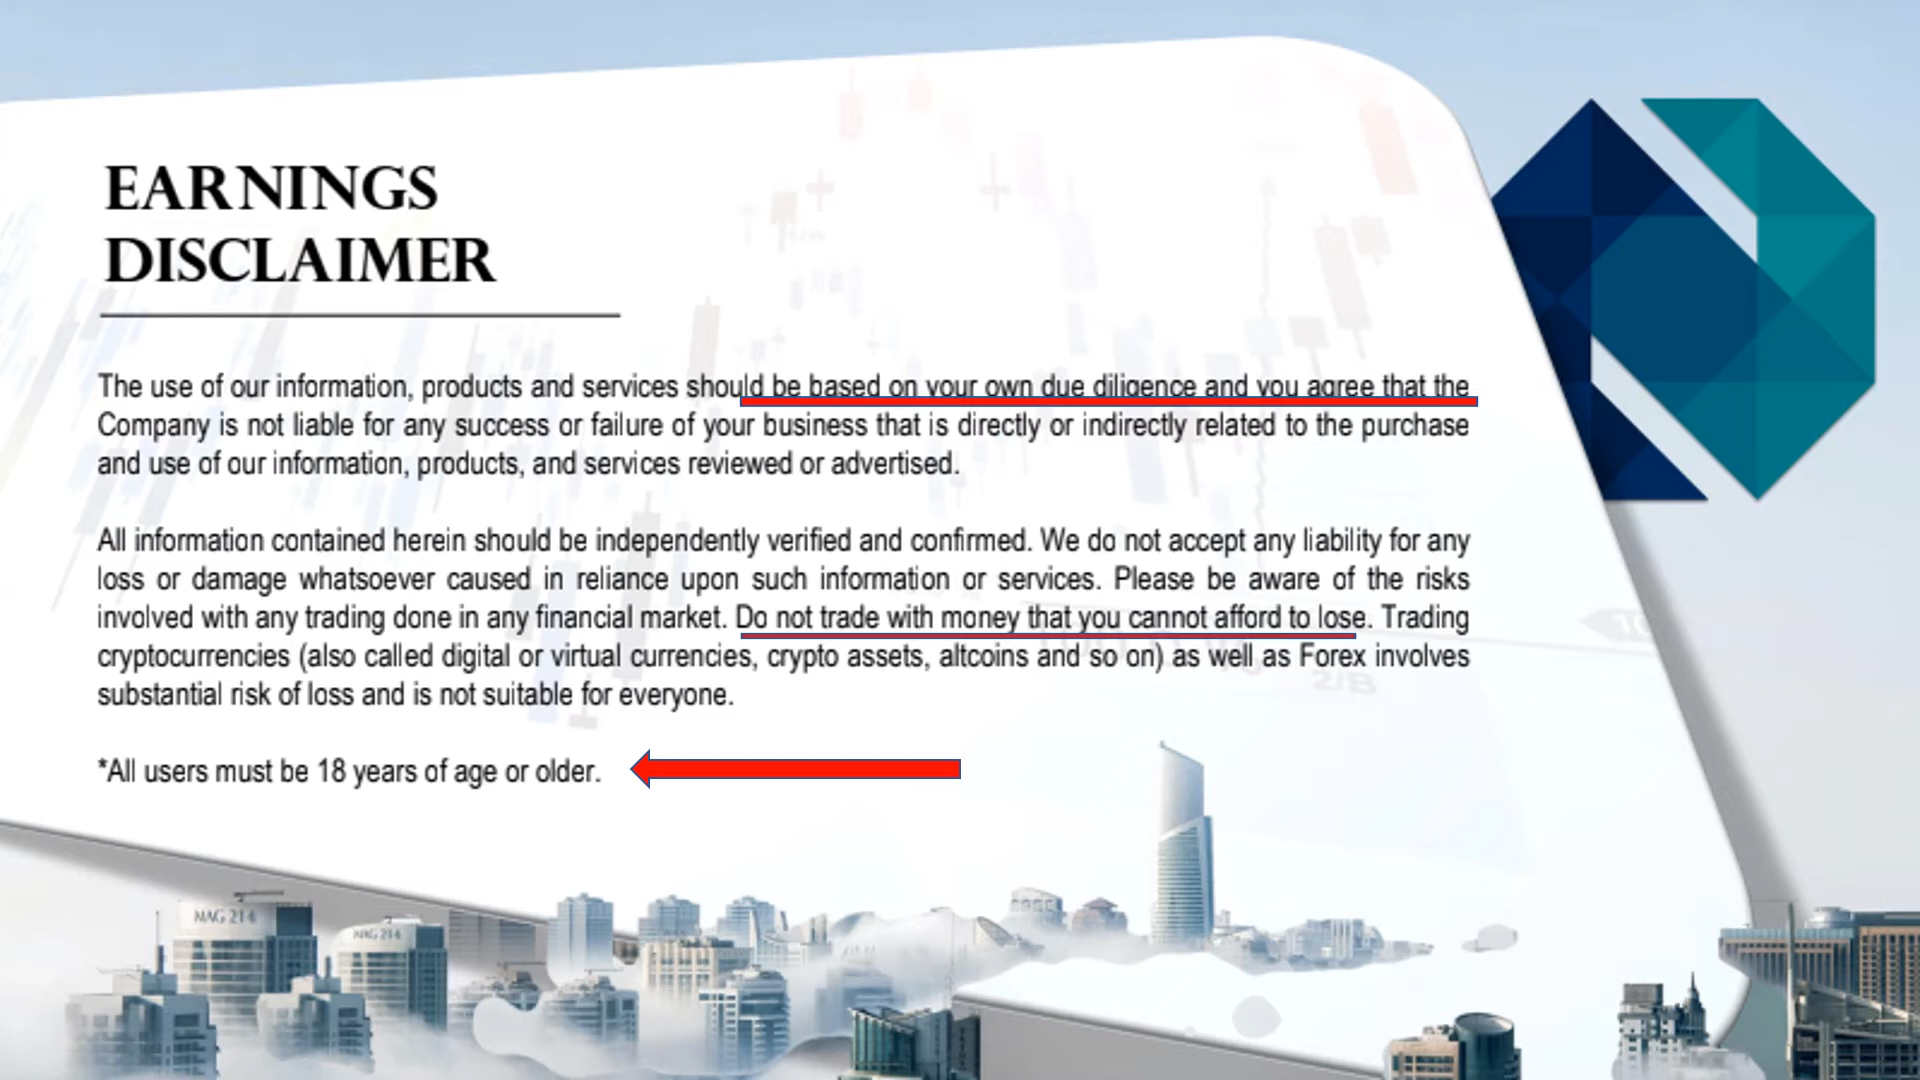 EARNINGS
DISCLAIMER
The use of our information, products and services should be based on your own due diligence and you agree that the
Company is not liable for any success or failure of your business that is directly or indirectly related to the purchase
and use of our information, products, and services reviewed or advertised.
All information contained herein should be independently verified and confirmed. We do not accept any liability for any
loss or damage whatsoever caused in reliance upon such information or services. Please be aware of the risks
involved with any trading done in any financial market. Do not trade with money that you cannot afford to lose. Trading
cryptocurrencies (also called digital or virtual currencies, crypto assets, altcoins and so on) as well as Forex involves
substantial risk of loss and is not suitable for everyone.
*All users must be 18 years of age or older.
MAG 214
MAG 214